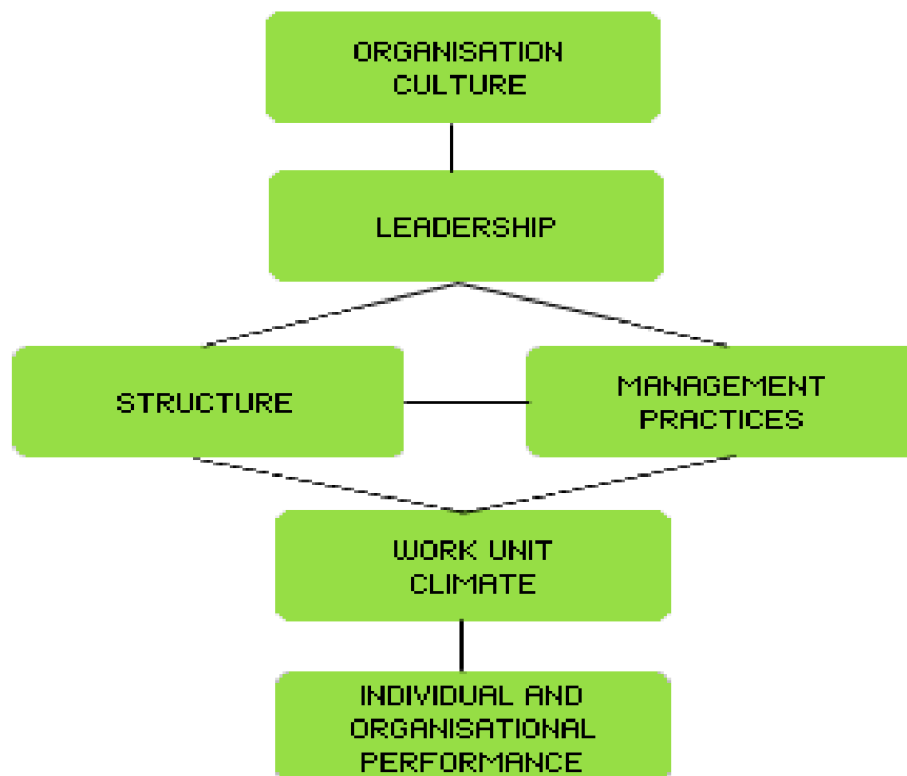 ORGANISATION
CULTURE
LEADERSHIP
STRUCTURE
MANAGEMENT
PRACTICES
WORK UNIT
CLIMATE
INDIVIDUAL AND
ORGANISATIONAL
PERFORMANCE